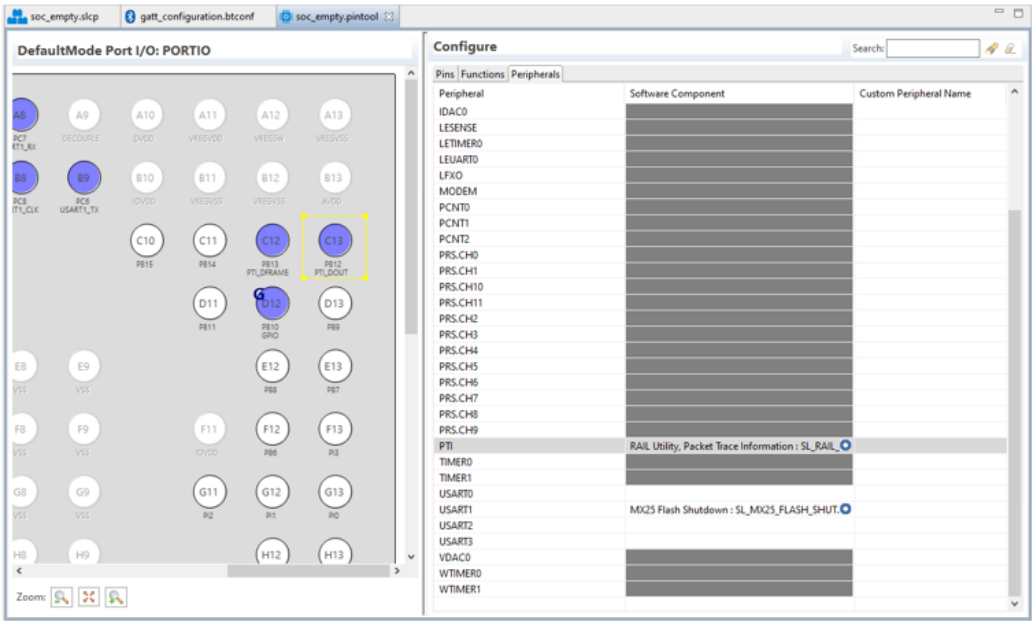 soc_empty.slcp gatt_configuration.btconf soc_empty.pintool
DefaultMode Port I/O: PORTIO
A8 A9 A10 A11 A12 A13
PC7 DECOUPLE DVDD VREGVDD VREGSW VREGVSS
RT1_RX
B8 B9 B10 B11 B12 B13
PC8 PC6 IOVDD VREGVSS VREGVSS AVDD
RT1_CLK USART1_TX
C10 C11 C12 C13
PB15 PB14 PB13 PB12
PTI_DFRAME PTI_DOUT
G
D11 D12 D13
PB11 PB10 PB9
GPIO
E8 E9 E12 E13
VSS VSS PB8 PB7
F8 F9 F11 F12 F13
VSS VSS IOVDD PB6 PI3
G8 G9 G11 G12 G13
VSS VSS PI2 PI1 PI0
H8 H9 H12 H13
Zoom:
Configure
Search:
Pins Functions Peripherals
Peripheral Software Component Custom Peripheral Name
IDAC0
LESENSE
LETIMER0
LEUART0
LFXO
MODEM
PCNT0
PCNT1
PCNT2
PRS.CH0
PRS.CH1
PRS.CH10
PRS.CH11
PRS.CH2
PRS.CH3
PRS.CH4
PRS.CH5
PRS.CH6
PRS.CH7
PRS.CH8
PRS.CH9
PTI RAIL Utility, Packet Trace Information : SL_RAIL_
TIMER0
TIMER1
USART0
USART1 MX25 Flash Shutdown : SL_MX25_FLASH_SHUT.
USART2
USART3
VDAC0
WTIMER0
WTIMER1